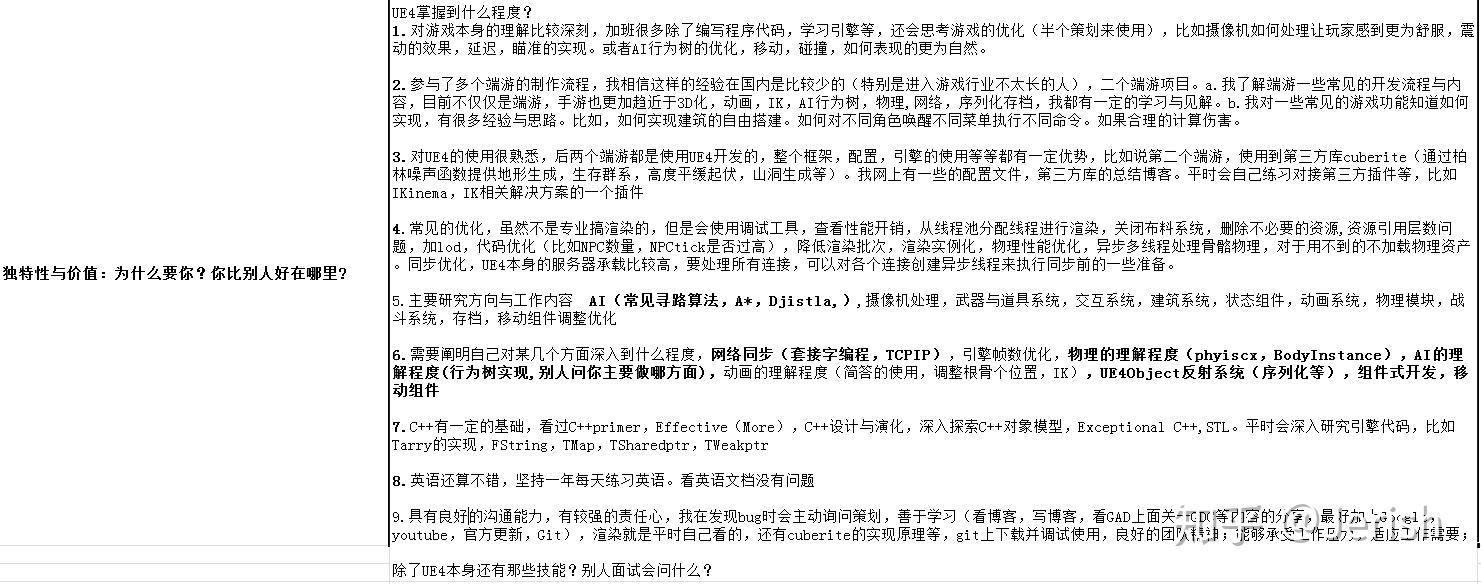 UE4掌握到什么程度？
1. 对游戏本身的理解比较深刻，加班很多除了编写程序代码，学习引擎等，还会思考游戏的优化（半个策划来使用），比如摄像机如何处理让玩家感到更为舒服，震
动的效果，延迟，瞄准的实现。或者AI行为树的优化，移动，碰撞，如何表现的更为自然。
2. 参与了多个端游的制作流程，我相信这样的经验在国内是比较少的（特别是进入游戏行业不太长的人），二个端游项目。a.我了解端游一些常见的开发流程与内
容，目前不仅仅是端游，手游也更加趋近于3D化，动画，IK，AI行为树，物理,网络，序列化存档，我都有一定的学习与见解。b.我对一些常见的游戏功能知道如何
实现，有很多经验与思路。比如，如何实现建筑的自由搭建。如何对不同角色唤醒不同菜单执行不同命令。如果合理的计算伤害。
3. 对UE4的使用很熟悉，后两个端游都是使用UE4开发的，整个框架，配置，引擎的使用等等都有一定优势，比如说第二个端游，使用到第三方库cuberite（通过柏
林噪声函数提供地形生成，生存群系，高度平缓起伏，山洞生成等）。我网上有一些的配置文件，第三方库的总结博客。平时会自己练习对接第三方插件等，比如
IKinema，IK相关解决方案的一个插件
4. 常见的优化，虽然不是专业搞渲染的，但是会使用调试工具，查看性能开销，从线程池分配线程进行渲染，关闭布料系统，删除不必要的资源,资源引用层数问
题，加lod，代码优化（比如NPC数量，NPCtick是否过高），降低渲染批次，渲染实例化，物理性能优化，异步多线程处理骨骼物理，对于用不到的不加载物理资产
。同步优化，UE4本身的服务器承载比较高，要处理所有连接，可以对各个连接创建异步线程来执行同步前的一些准备。
独特性与价值：为什么要你？你比别人好在哪里？
5. 主要研究方向与工作内容 AI（常见寻路算法，A*，Djistla,）,摄像机处理，武器与道具系统，交互系统，建筑系统，状态组件，动画系统，物理模块，战
斗系统，存档，移动组件调整优化
6. 需要阐明自己对某几个方面深入到什么程度，网络同步（套接字编程，TCPIP），引擎帧数优化，物理的理解程度（phyiscx，BodyInstance），AI的理
解程度(行为树实现,别人问你主要做哪方面)，动画的理解程度（简答的使用，调整根骨个位置，IK），UE4Object反射系统（序列化等），组件式开发，移
动组件
7. C++有一定的基础，看过C++primer，Effective（More），C++设计与演化，深入探索C++对象模型，Exceptional C++,STL。平时会深入研究引擎代码，比如
Tarry的实现，FString，TMap，TSharedptr，TWeakptr
8. 英语还算不错，坚持一年每天练习英语。看英语文档没有问题
9. 具有良好的沟通能力，有较强的责任心，我在发现bug时会主动询问策划，善于学习（看博客，写博客，看GAD上面关
youtube，官方更新，Git），渲染就是平时自己看的，还有cuberite的实现原理等，git上下载并调试使用，良好的团队精神；能够承受工作压力，适应工作需要；
知乎 @Jerish
除了UE4本身还有那些技能？别人面试会问什么？